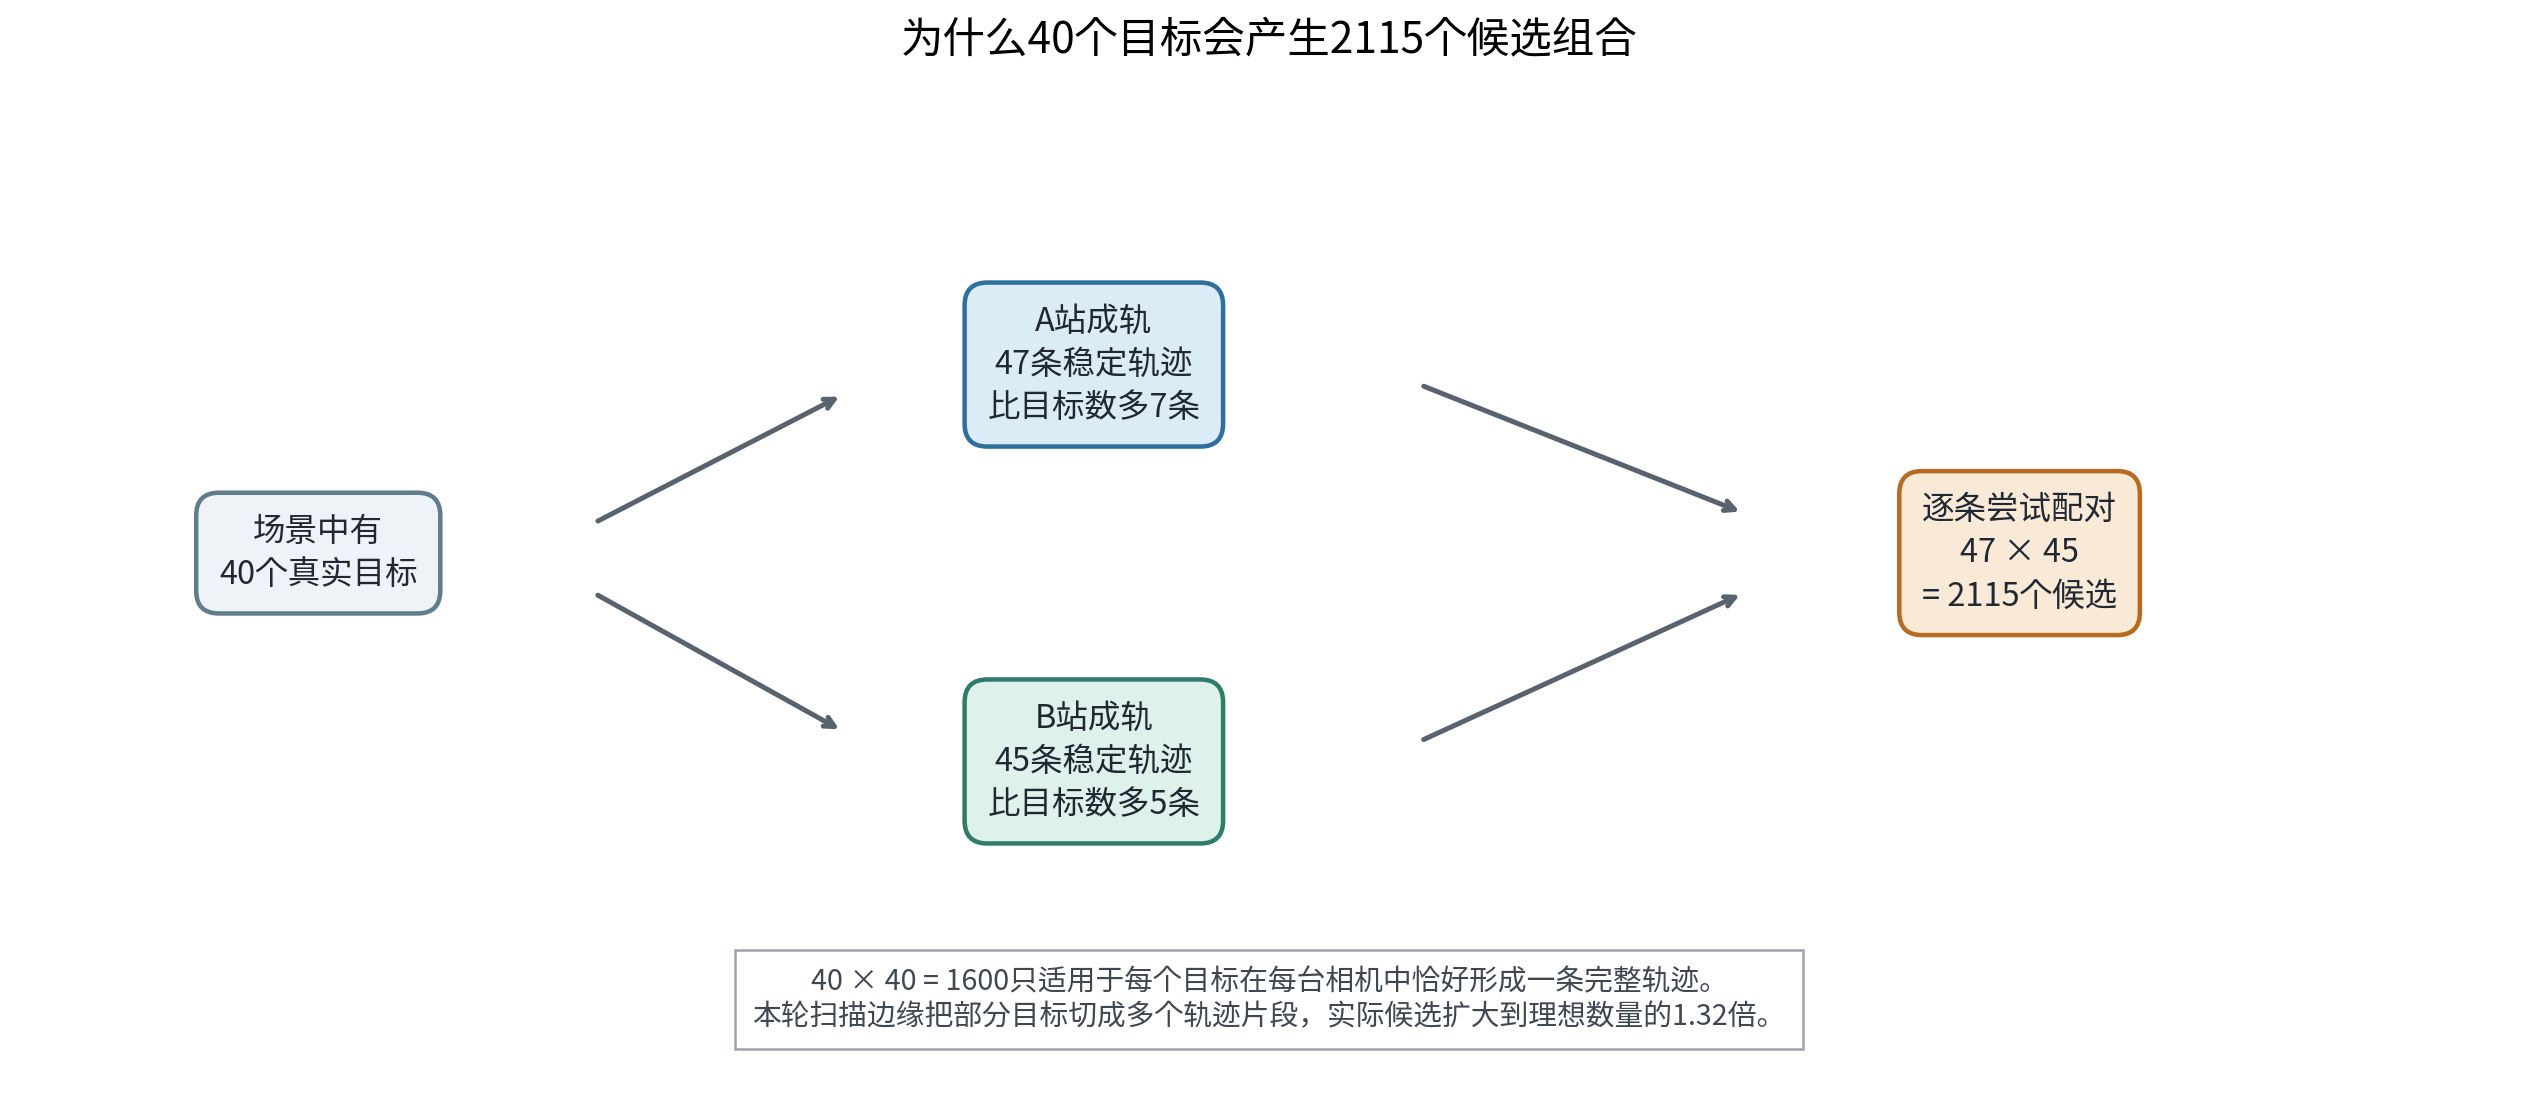 为什么40个目标会产生2115个候选组合
场景中有
40个真实目标
A站成轨
47条稳定轨迹
比目标数多7条
B站成轨
45条稳定轨迹
比目标数多5条
逐条尝试配对
47 × 45
= 2115个候选
40 × 40 = 1600只适用于每个目标在每台相机中恰好形成一条完整轨迹。
本轮扫描边缘把部分目标切成多个轨迹片段，实际候选扩大到理想数量的1.32倍。